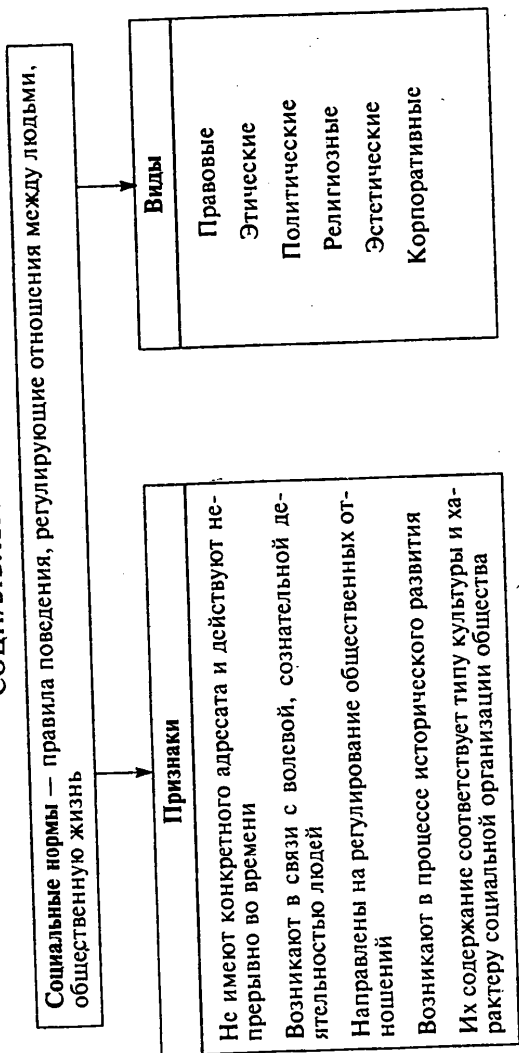 Социальные нормы — правила поведения, регулирующие отношения между людьми,
общественную жизнь
Признаки
Не имеют конкретного адресата и действуют не-
прерывно во времени
Возникают в связи с волевой, сознательной де-
ятельностью людей
Направлены на регулирование общественных от-
ношений
Возникают в процессе исторического развития
Их содержание соответствует типу культуры и ха-
рактеру социальной организации общества
Виды
Правовые
Этические
Политические
Религиозные
Эстетические
Корпоративные